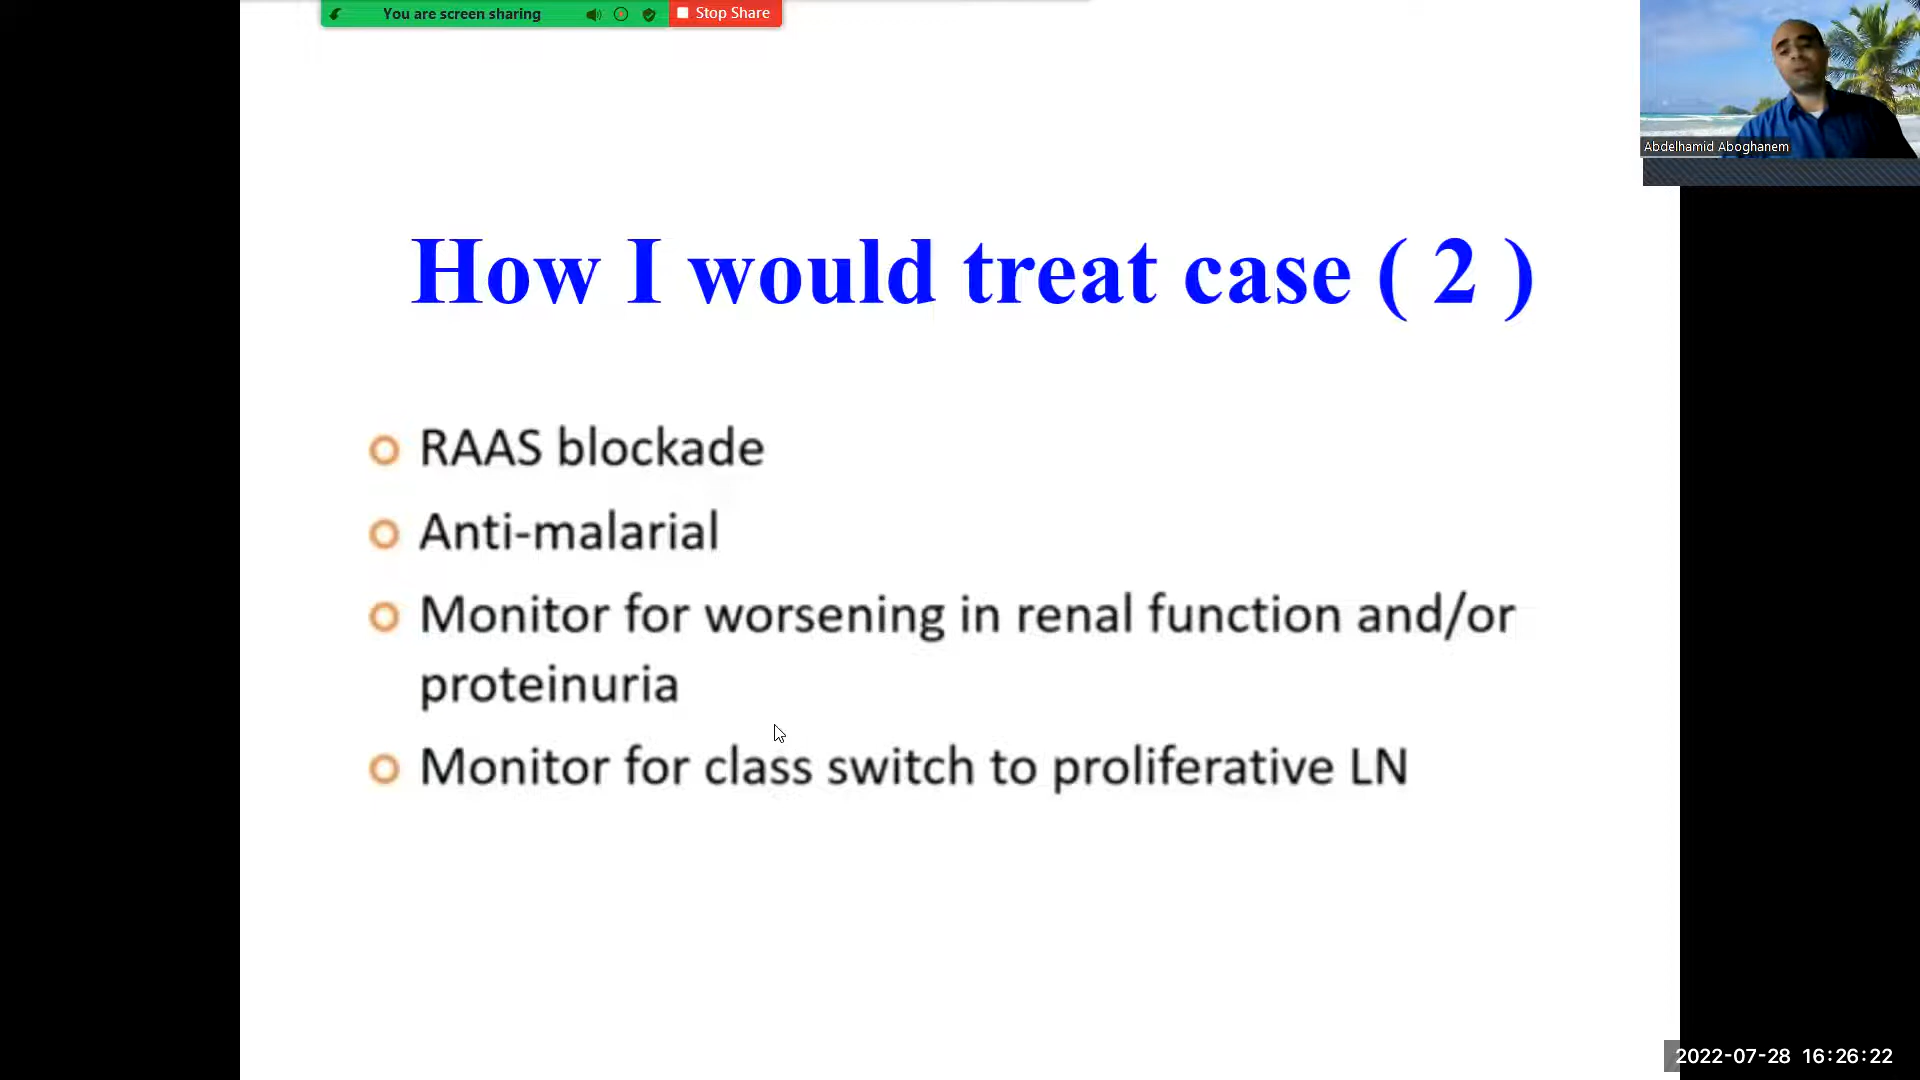 You are screen sharing
Stop Share
Abdelhamid Aboghanem
How I would treat case ( 2 )
RAAS blockade
Anti-malarial
Monitor for worsening in renal function and/or
proteinuria
Monitor for class switch to proliferative LN
2022-07-28 16:26:22